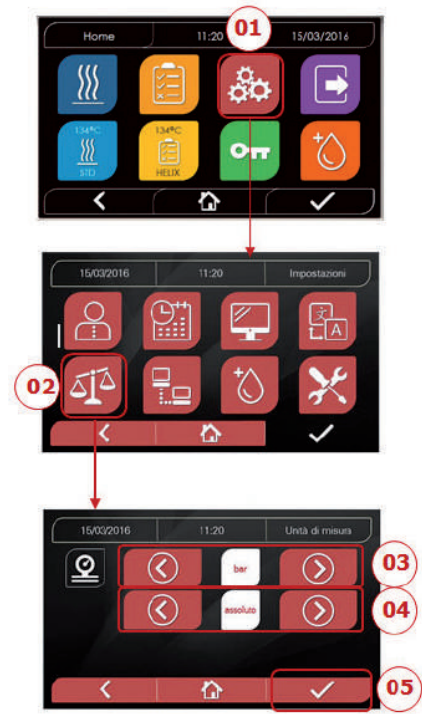 Home 11:20 15/03/2016
01
134°C 134°C
STD HELIX
15/03/2016 11:20 Impostazioni
文 A
02
15/03/2016 11:20 Unità di misura
bar
03
assoluto
04
05